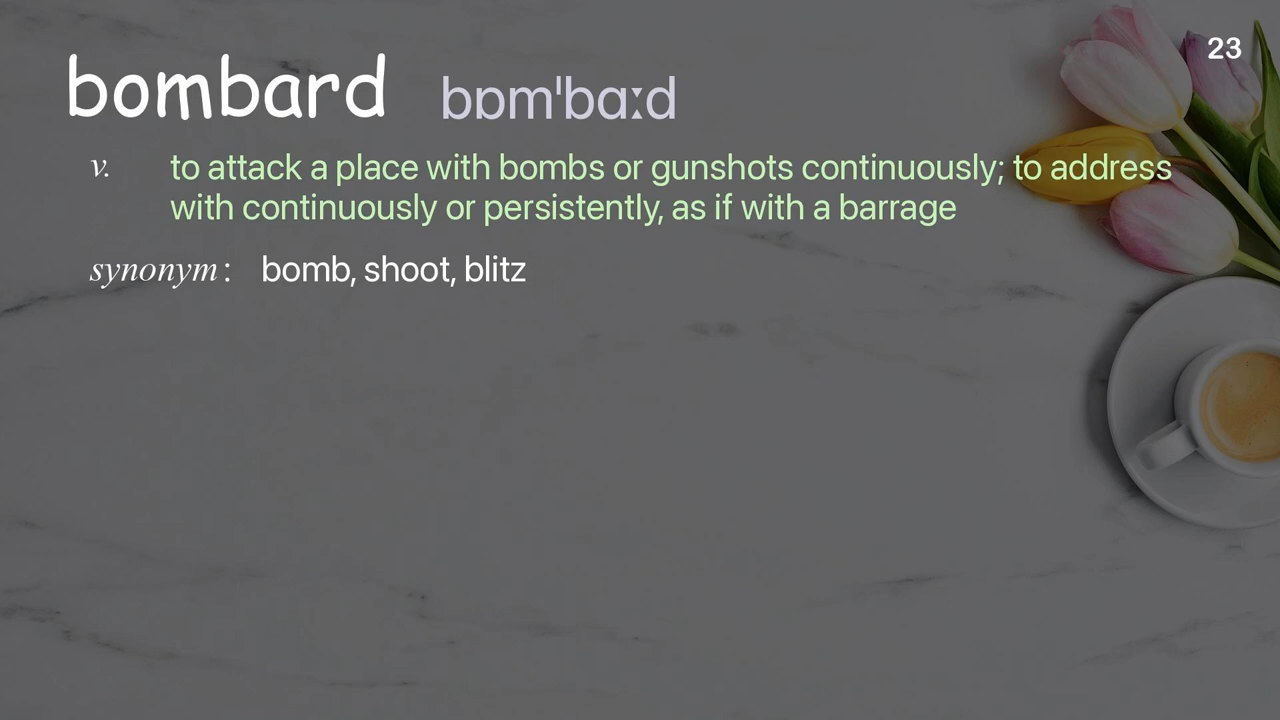 23
bombard bɒmˈbɑːd
v. to attack a place with bombs or gunshots continuously; to address
with continuously or persistently, as if with a barrage
synonym: bomb, shoot, blitz